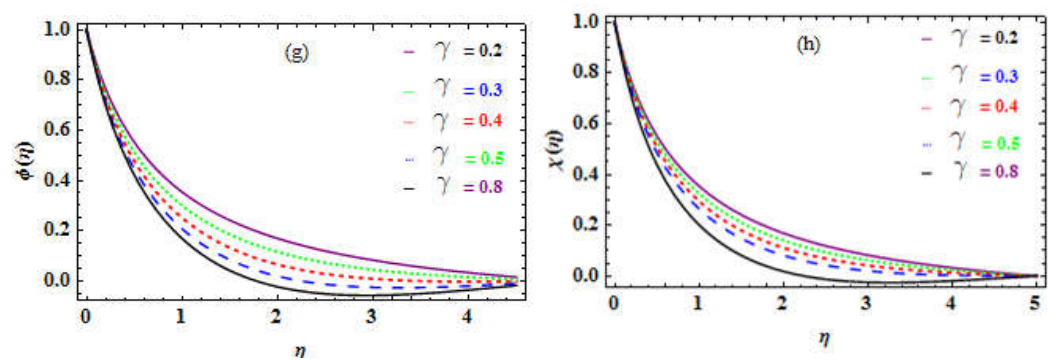 (g)
γ = 0.2
γ = 0.3
γ = 0.4
γ = 0.5
γ = 0.8
ϕ(η)
1.0
0.8
0.6
0.4
0.2
0.0
0 1 2 3 4
η
(h)
γ = 0.2
γ = 0.3
γ = 0.4
γ = 0.5
γ = 0.8
χ(η)
1.0
0.8
0.6
0.4
0.2
0.0
0 1 2 3 4 5
η